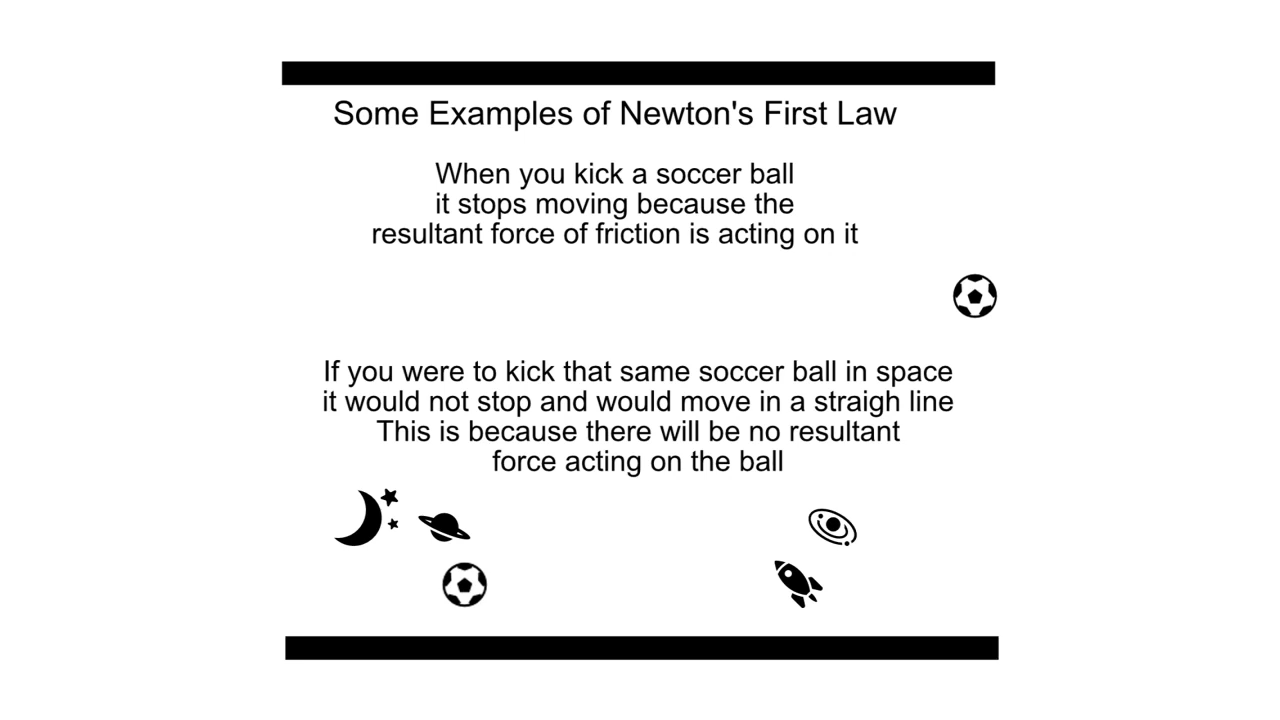 Some Examples of Newton's First Law
When you kick a soccer ball
it stops moving because the
resultant force of friction is acting on it
If you were to kick that same soccer ball in space
it would not stop and would move in a straigh line
This is because there will be no resultant
force acting on the ball